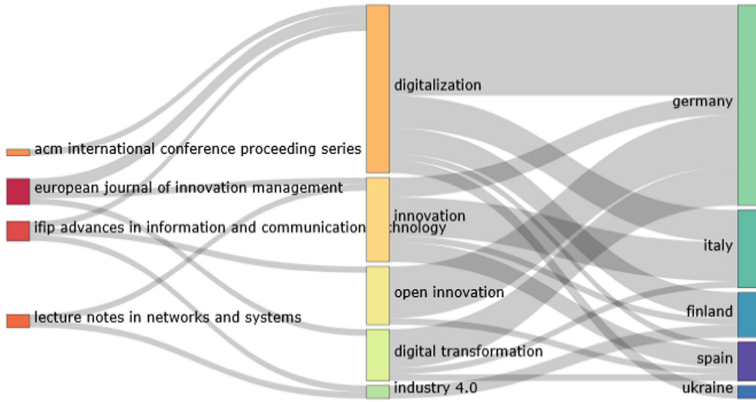 acm international conference proceeding series
european journal of innovation management
ifip advances in information and communication technology
lecture notes in networks and systems
digitalization
innovation
open innovation
digital transformation
industry 4.0
germany
italy
finland
spain
ukraine